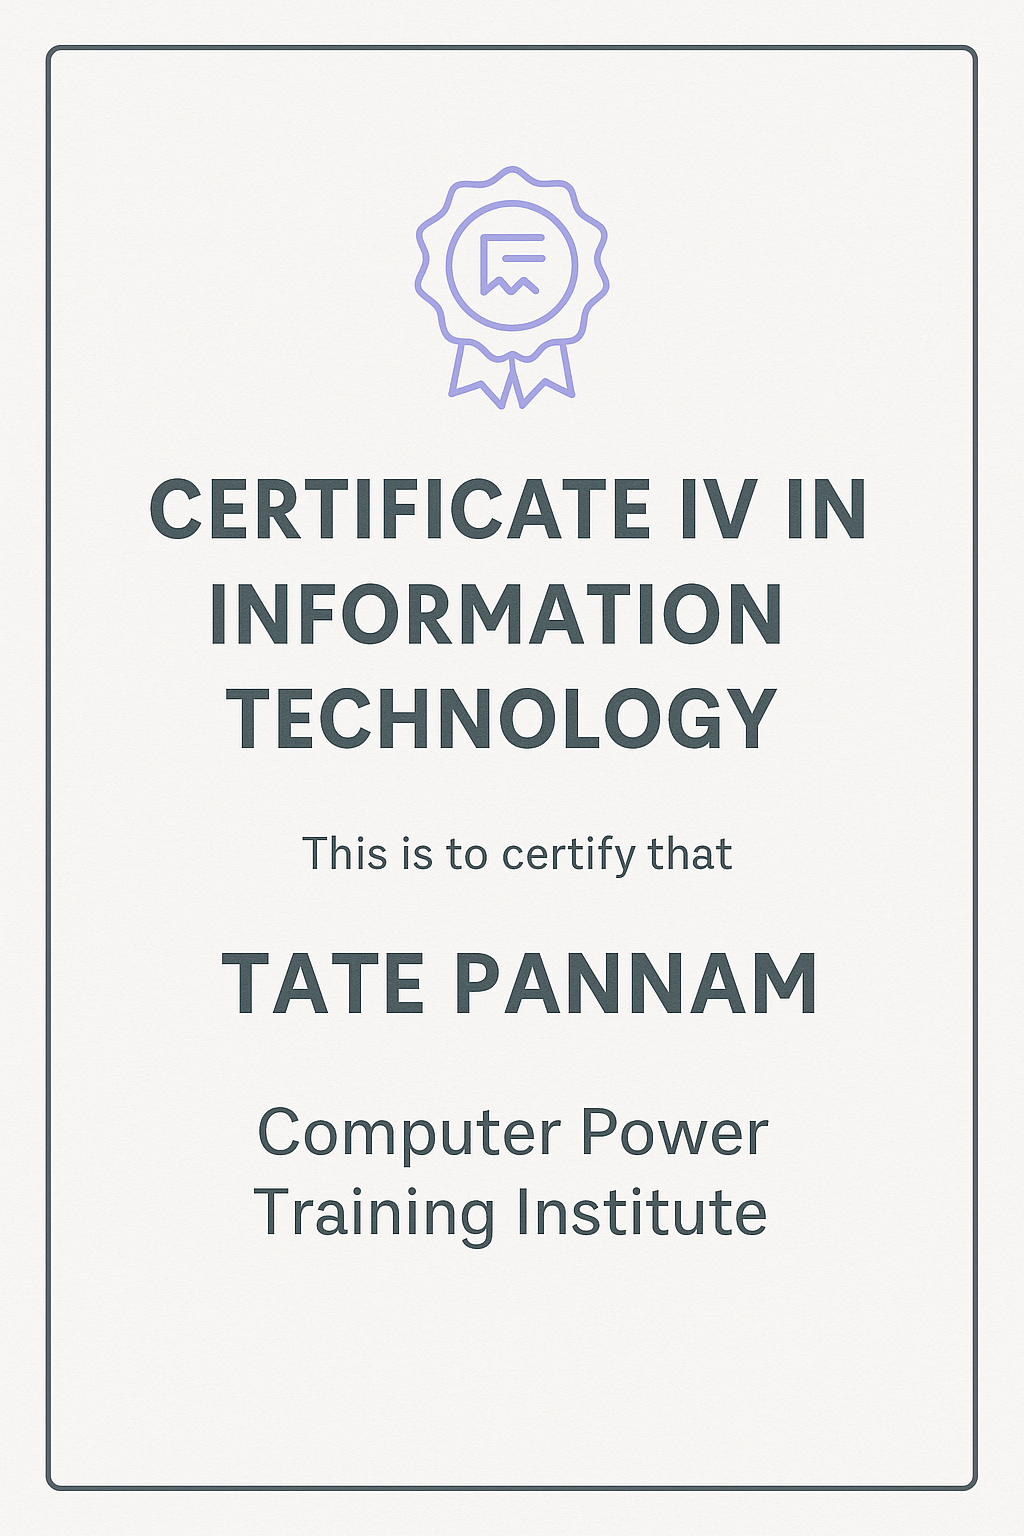 CERTIFICATE IV IN
INFORMATION
TECHNOLOGY
This is to certify that
TATE PANNAM
Computer Power
Training Institute